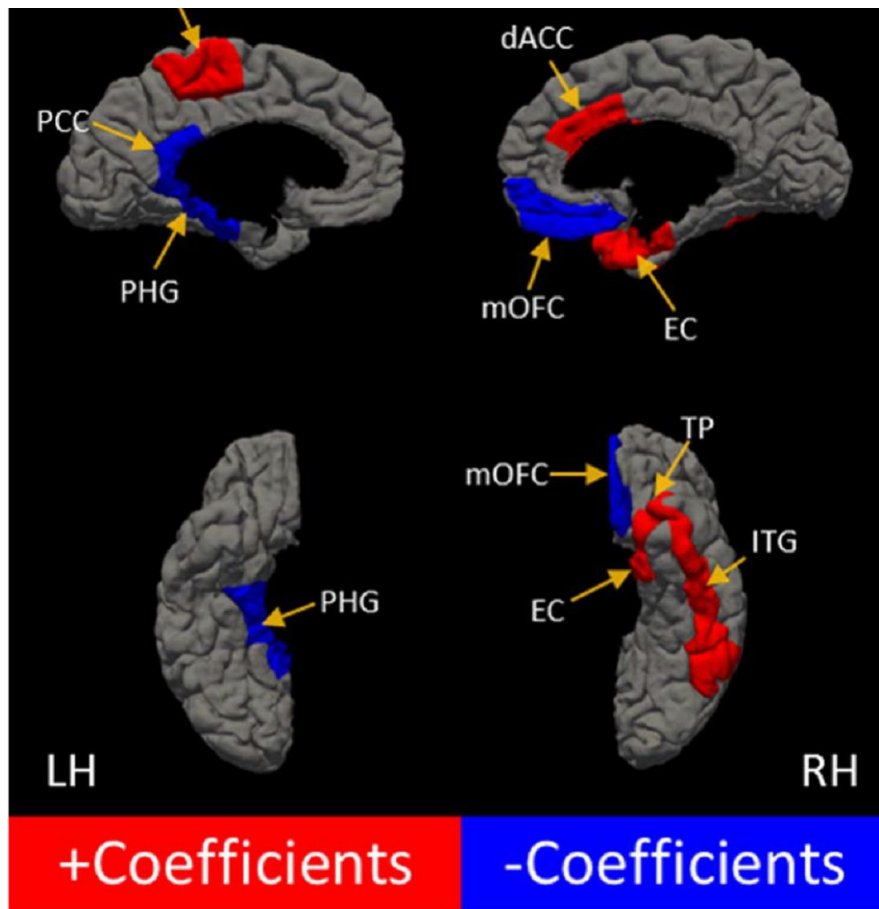 dACC
PCC
PHG
mOFC
EC
TP
mOFC
ITG
PHG
EC
LH
RH
+Coefficients
-Coefficients